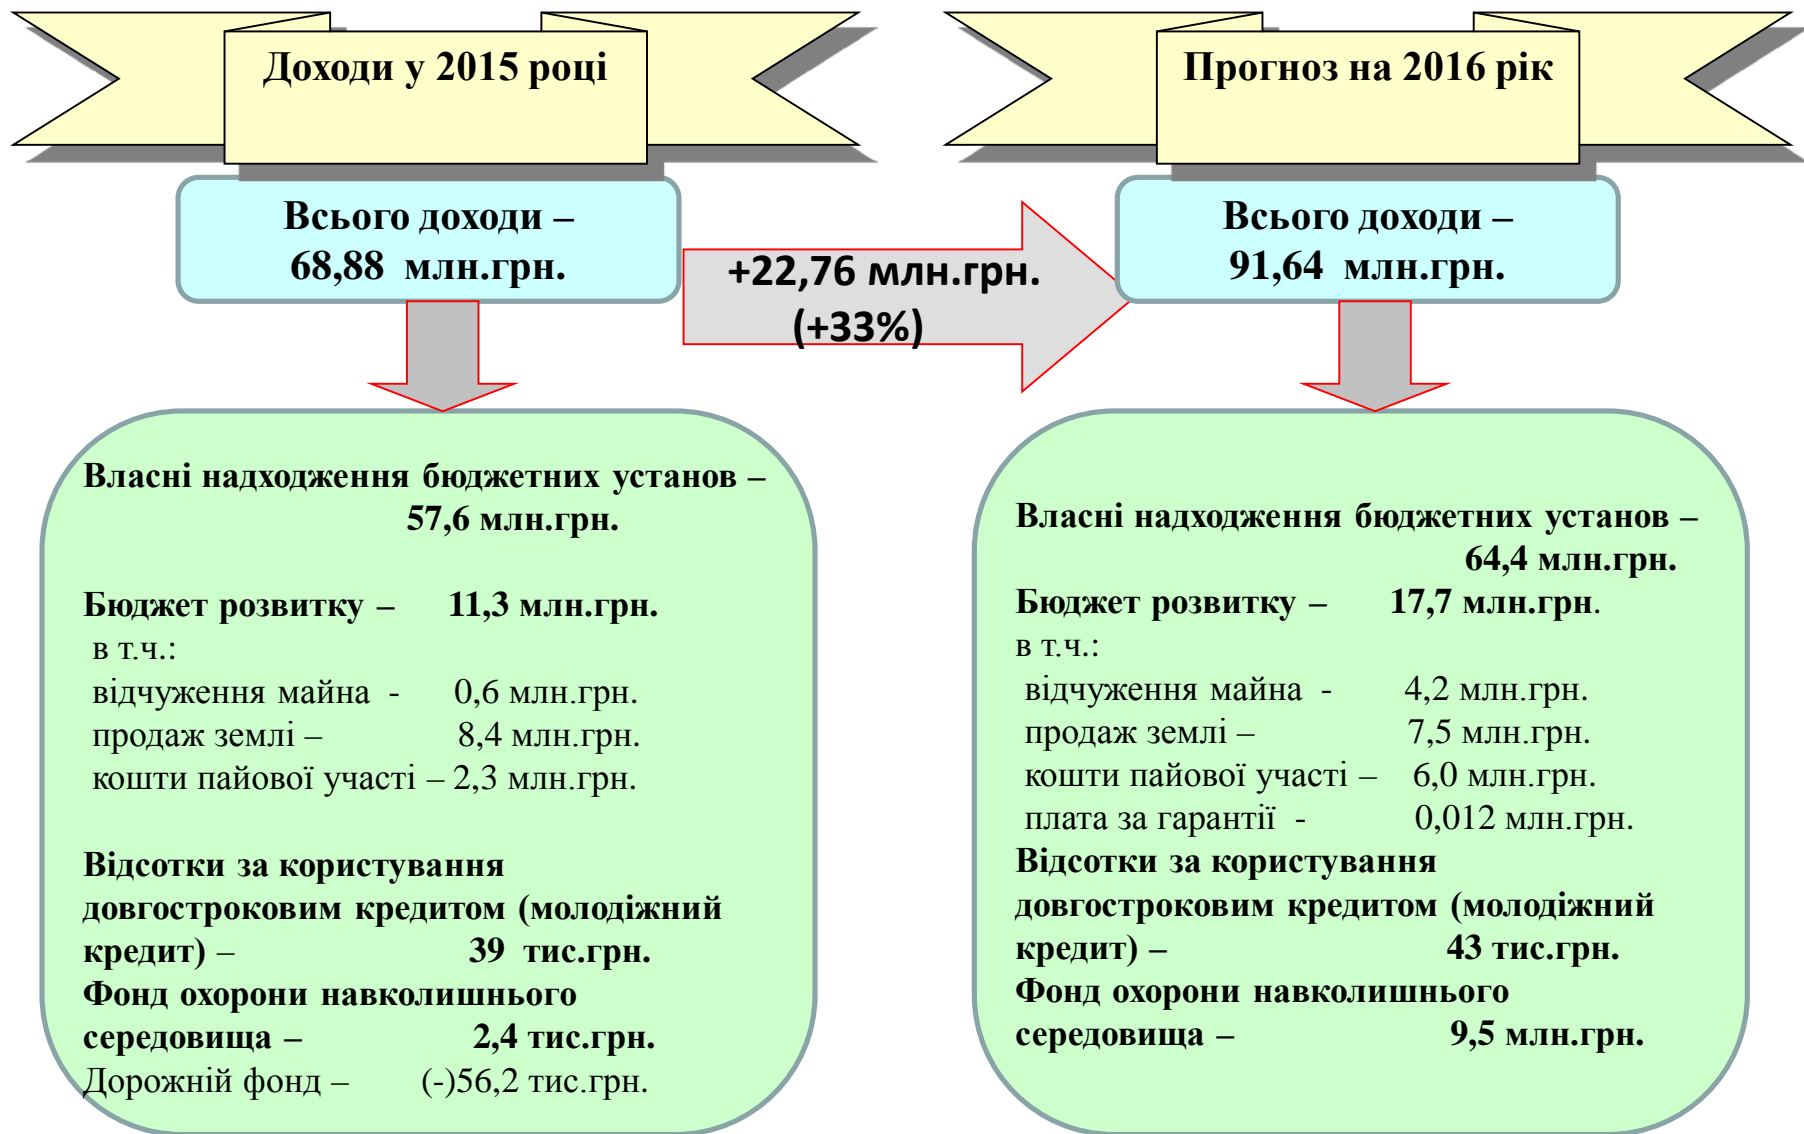 Доходи у 2015 році
Всього доходи –
68,88 млн.грн.
+22,76 млн.грн.
(+33%)
Власні надходження бюджетних установ –
57,6 млн.грн.
Бюджет розвитку – 11,3 млн.грн.
в т.ч.:
відчуження майна - 0,6 млн.грн.
продаж землі – 8,4 млн.грн.
кошти пайової участі – 2,3 млн.грн.
Відсотки за користування
довгостроковим кредитом (молодіжний
кредит) – 39 тис.грн.
Фонд охорони навколишнього
середовища – 2,4 тис.грн.
Дорожній фонд – (-)56,2 тис.грн.
Прогноз на 2016 рік
Всього доходи –
91,64 млн.грн.
Власні надходження бюджетних установ –
64,4 млн.грн.
Бюджет розвитку – 17,7 млн.грн.
в т.ч.:
відчуження майна - 4,2 млн.грн.
продаж землі – 7,5 млн.грн.
кошти пайової участі – 6,0 млн.грн.
плата за гарантії - 0,012 млн.грн.
Відсотки за користування
довгостроковим кредитом (молодіжний
кредит) – 43 тис.грн.
Фонд охорони навколишнього
середовища – 9,5 млн.грн.